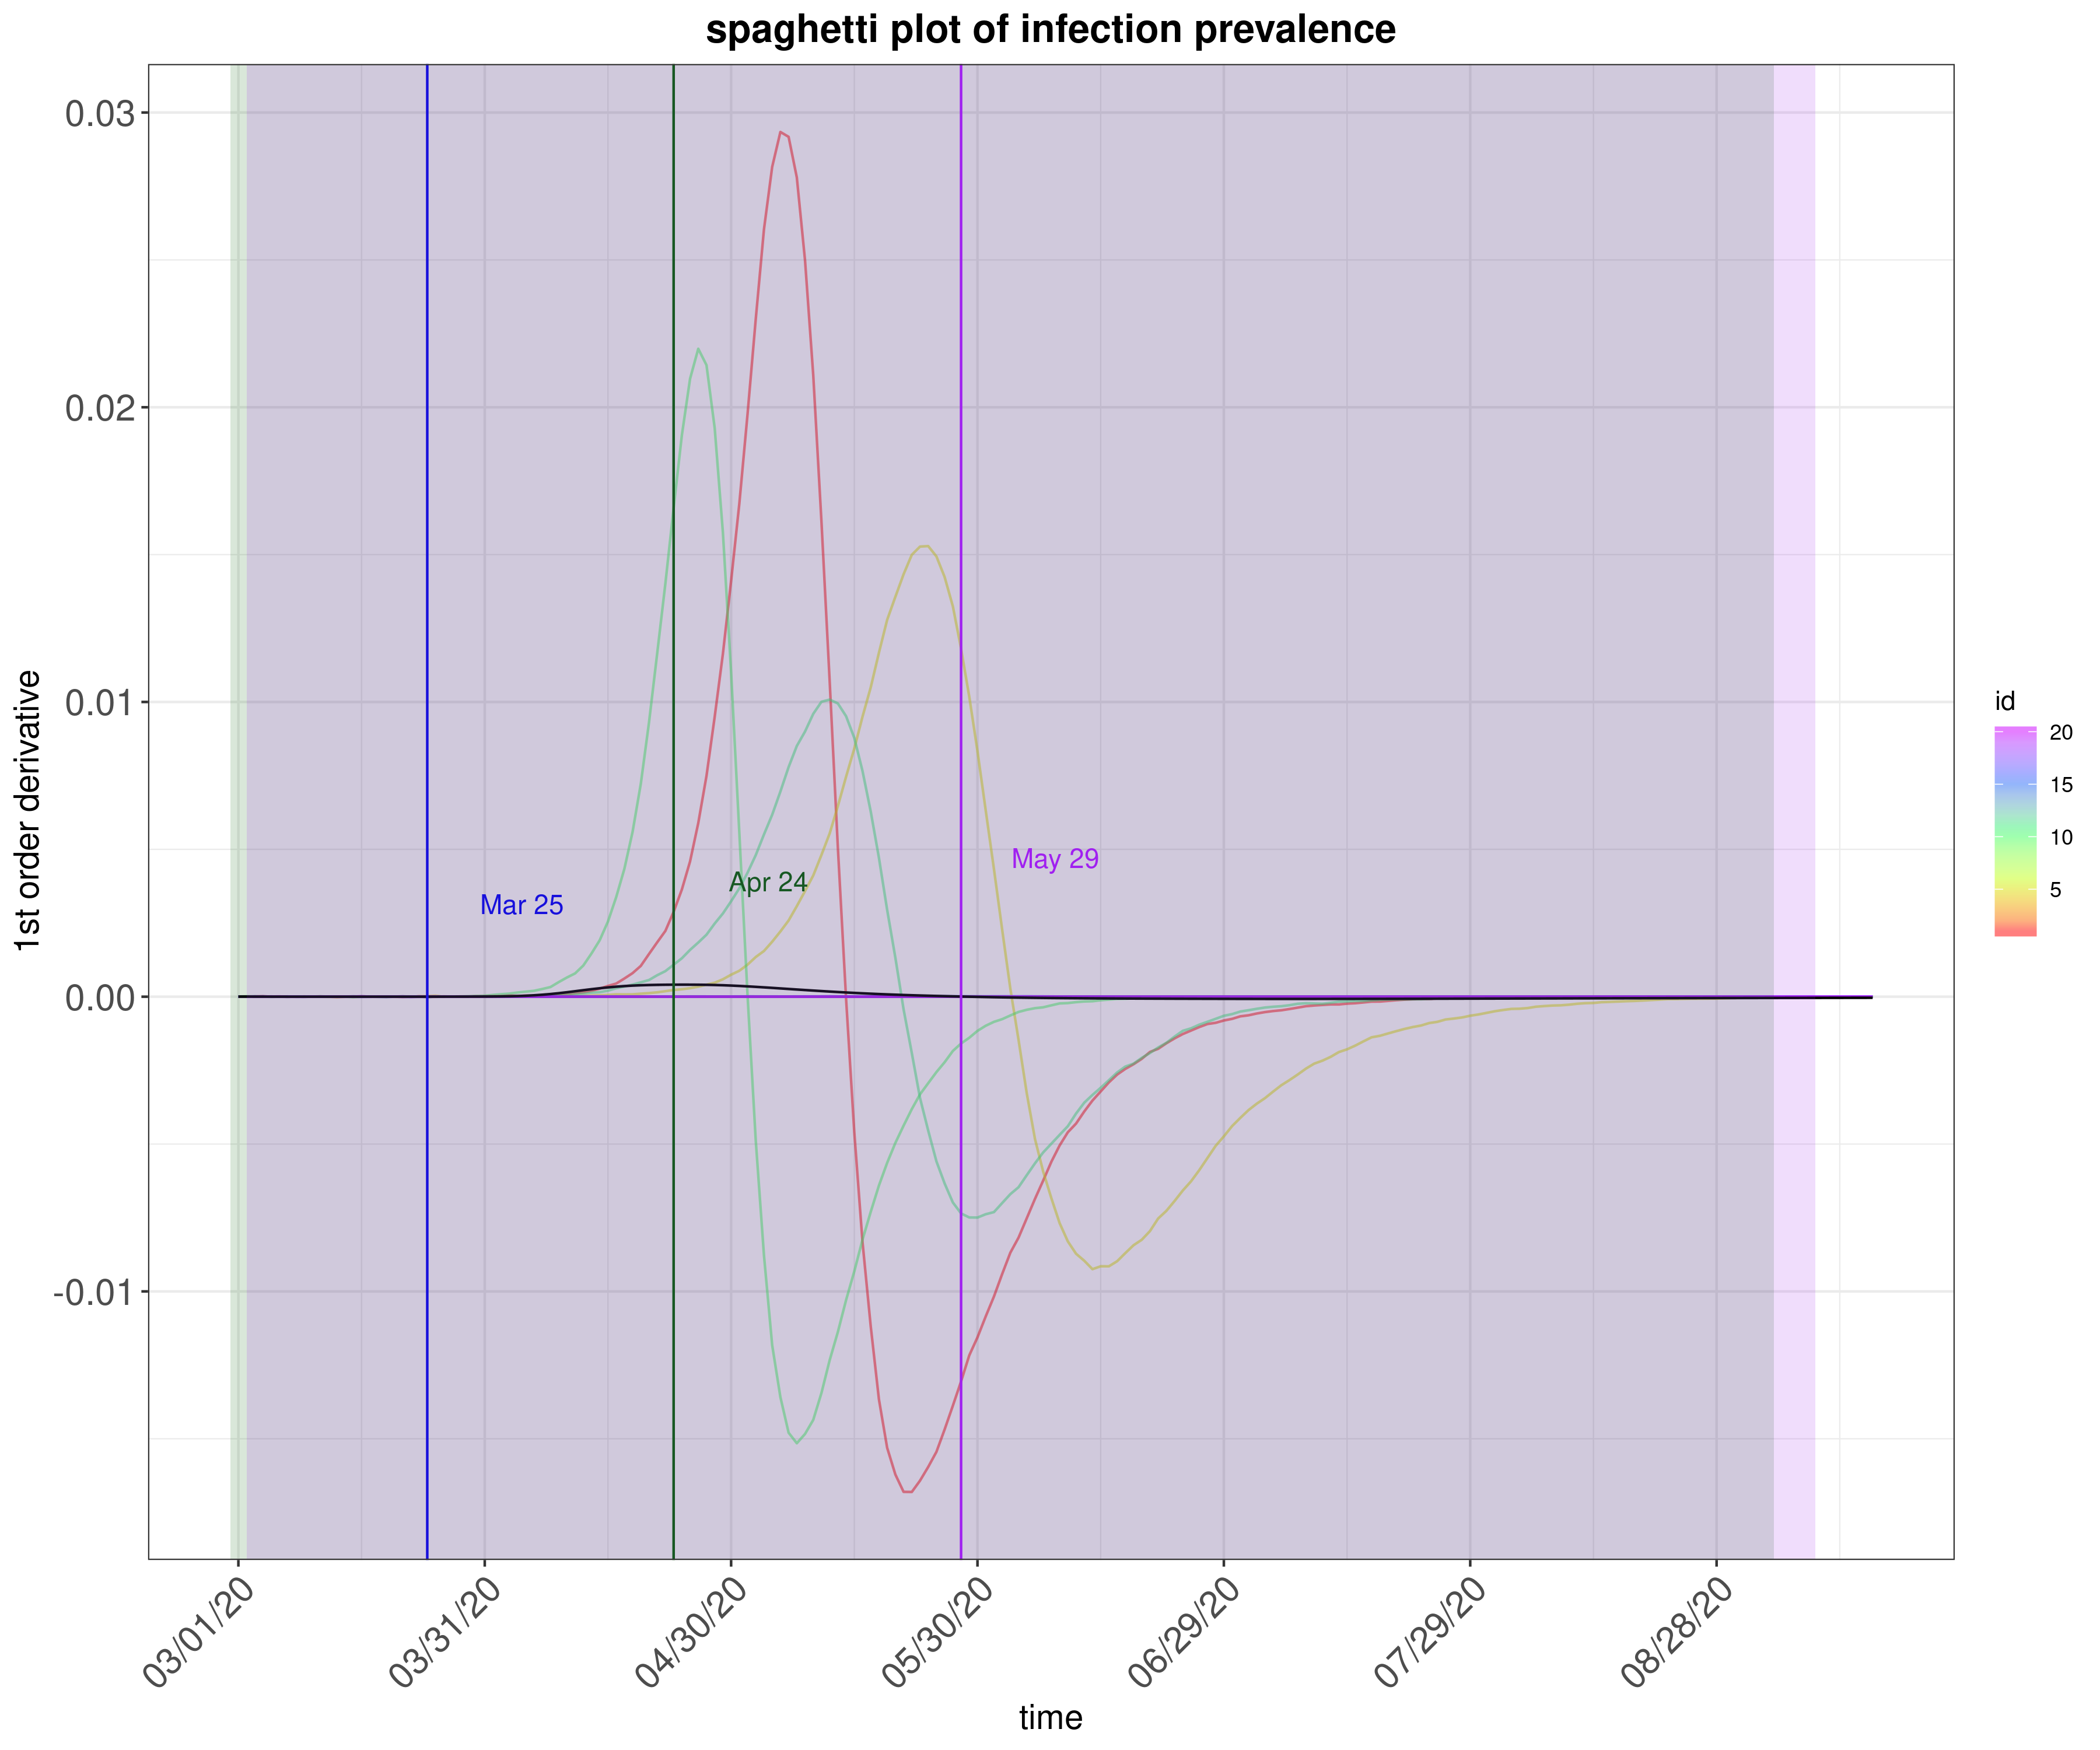 spaghetti plot of infection prevalence
0.03
0.02
0.01
0.00
-0.01
1st order derivative
Mar 25
Apr 24
May 29
id
20
15
10
5
03/01/20
03/31/20
04/30/20
05/30/20
06/29/20
07/29/20
08/28/20
time